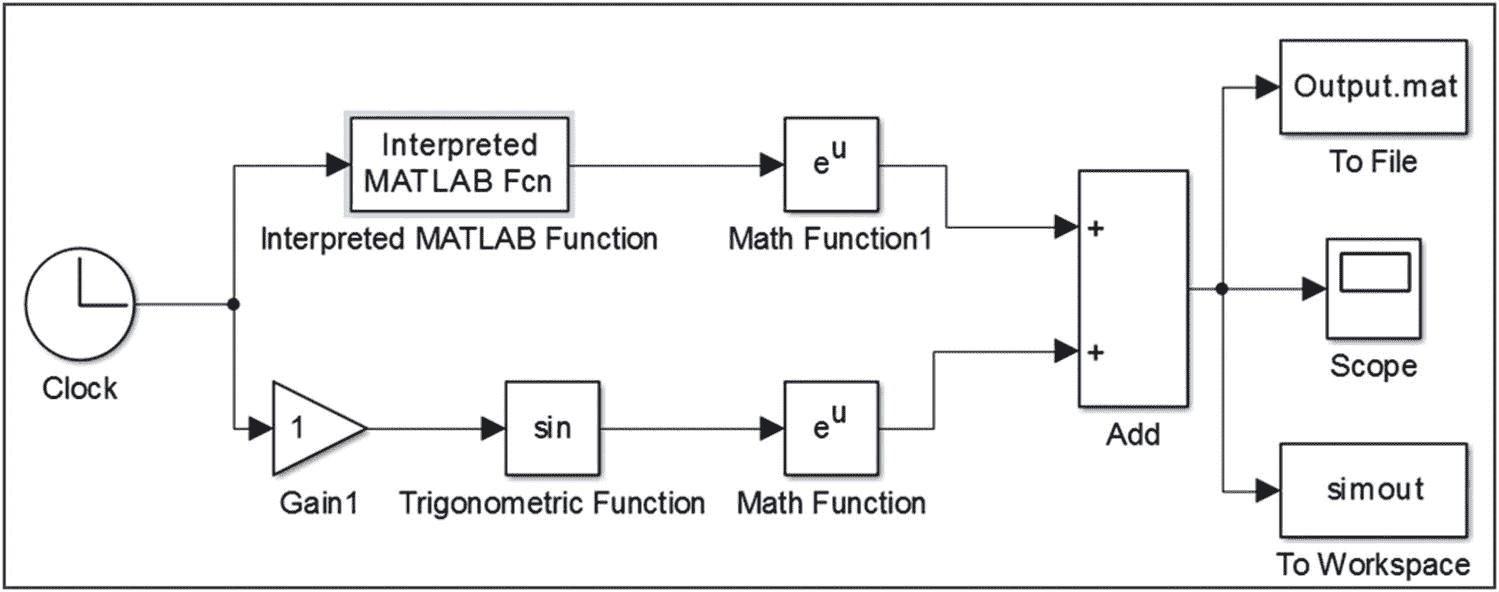 Output.mat
To File
Interpreted
MATLAB Fcn
Interpreted MATLAB Function
e^u
Math Function1
+
+
Scope
Clock
1
Gain1
sin
Trigonometric Function
e^u
Math Function
Add
simout
To Workspace